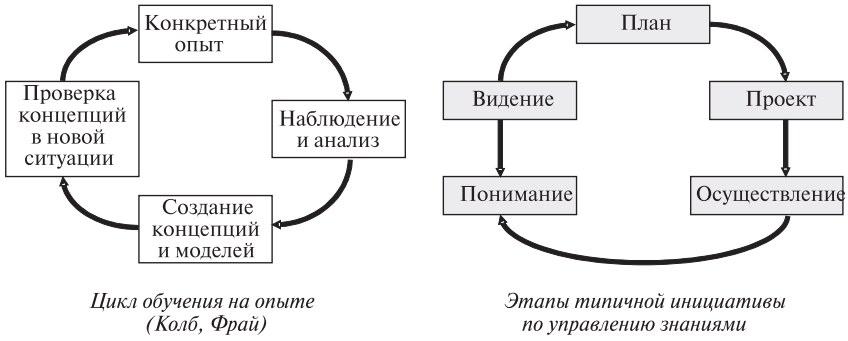 Конкретный
опыт
Наблюдение
и анализ
Создание
концепций
и моделей
Проверка
концепций
в новой
ситуации
Цикл обучения на опыте
(Колб, Фрай)
План
Видение
Проект
Понимание
Осуществление
Этапы типичной инициативы
по управлению знаниями